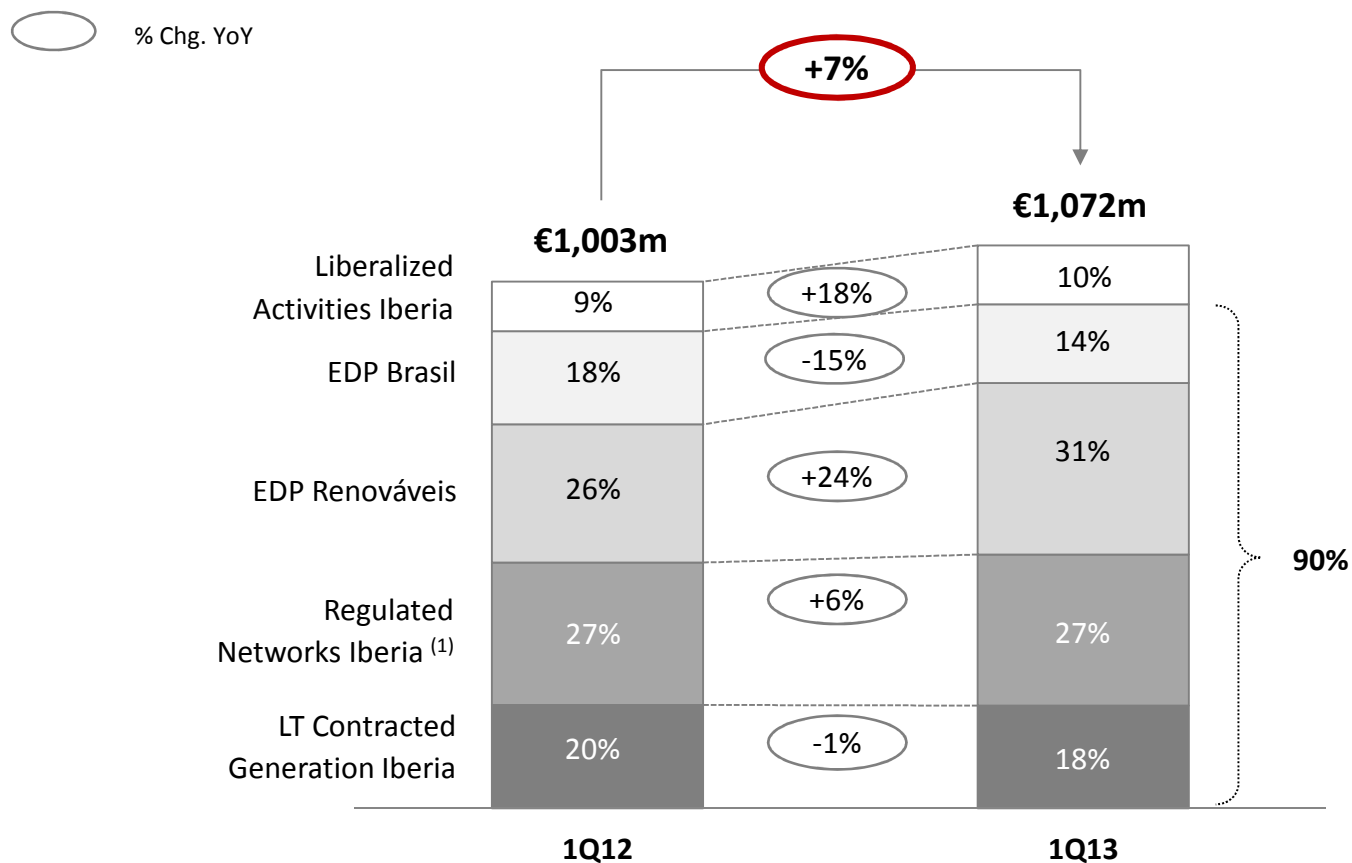 % Chg. YoY
+7%
€1,003m
€1,072m
Liberalized
Activities Iberia
9%
+18%
10%
EDP Brasil
18%
-15%
14%
EDP Renováveis
26%
+24%
31%
90%
Regulated
Networks Iberia (1)
27%
+6%
27%
LT Contracted
Generation Iberia
20%
-1%
18%
1Q12
1Q13